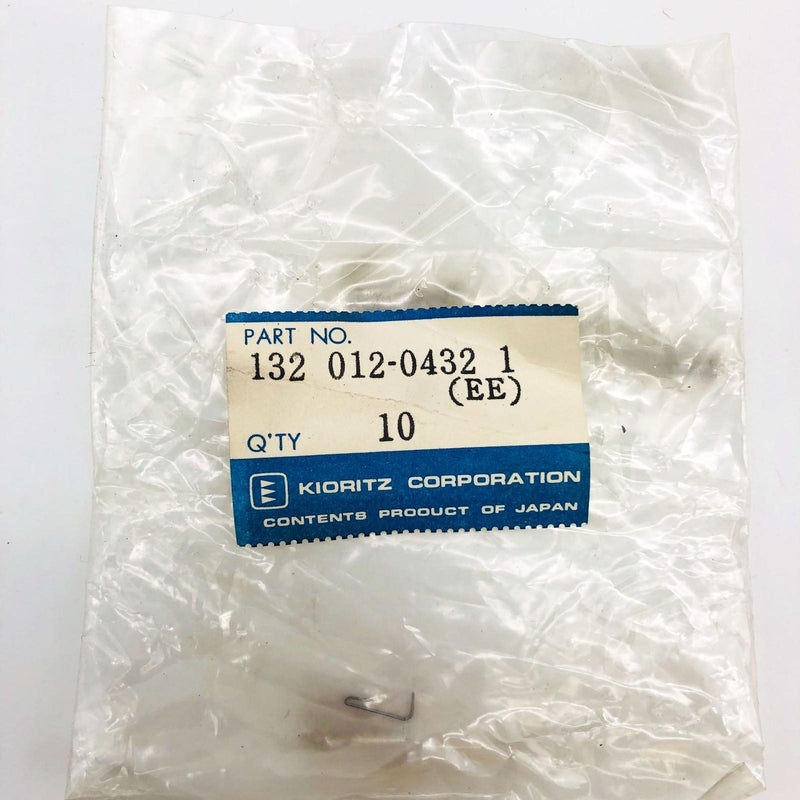 PART NO.
132 012-0432 1
(EE)
Q'TY 10
KIORITZ CORPORATION
CONTENTS PRODUCT OF JAPAN